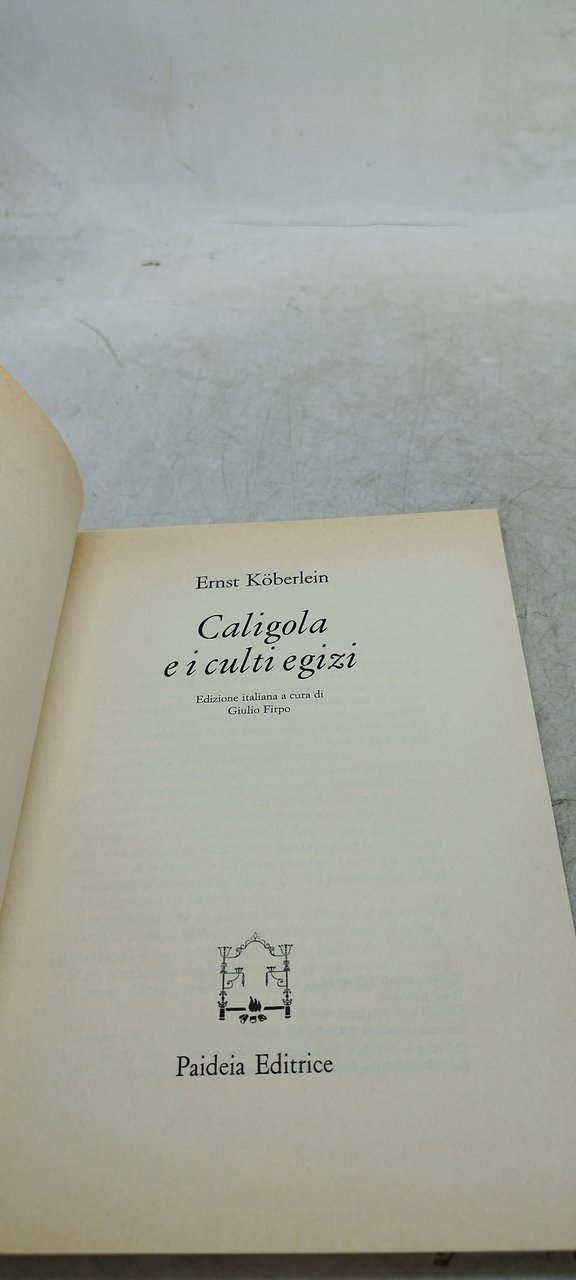 Ernst Köberlein
Caligola
e i culti egizi
Edizione italiana a cura di
Giulio Firpo
Paideia Editrice